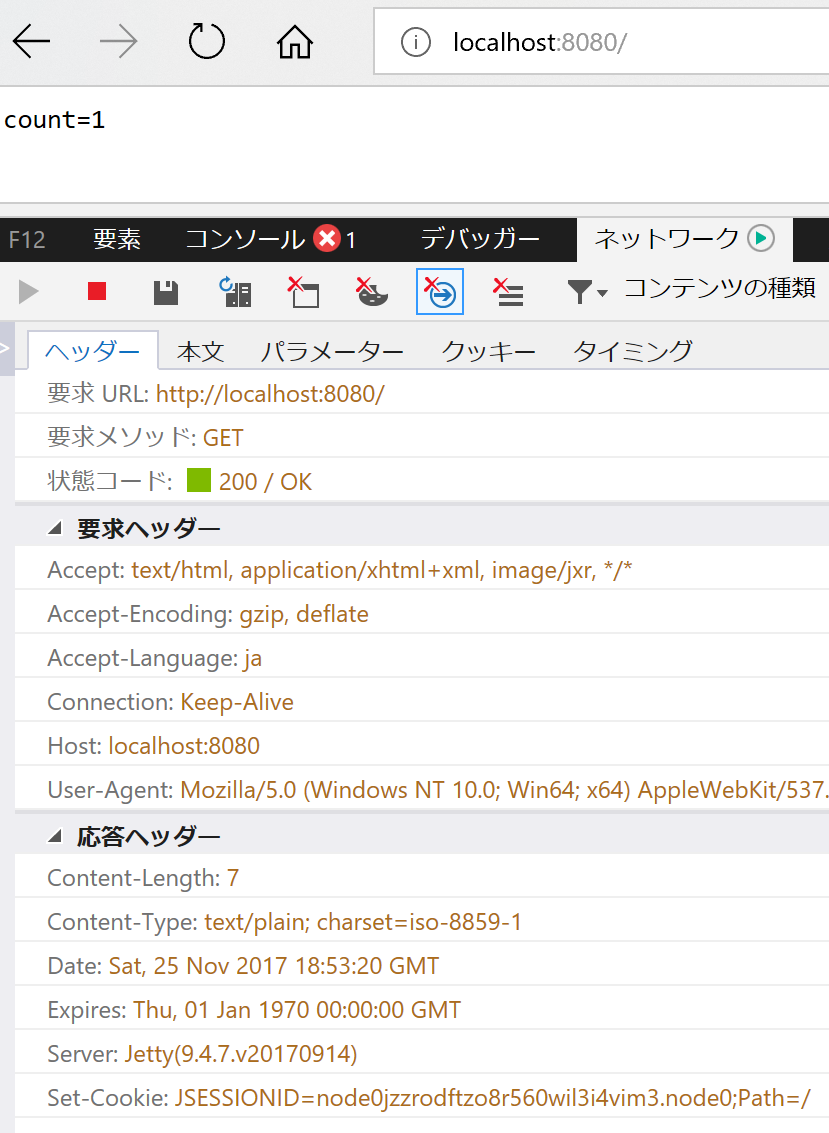 localhost:8080/
count=1
F12 要素 コンソール 1 デバッガー ネットワーク
コンテンツの種類
ヘッダー 本文 パラメーター クッキー タイミング
要求 URL: http://localhost:8080/
要求メソッド: GET
状態コード: 200 / OK
要求ヘッダー
Accept: text/html, application/xhtml+xml, image/jxr, */*
Accept-Encoding: gzip, deflate
Accept-Language: ja
Connection: Keep-Alive
Host: localhost:8080
User-Agent: Mozilla/5.0 (Windows NT 10.0; Win64; x64) AppleWebKit/537.
応答ヘッダー
Content-Length: 7
Content-Type: text/plain; charset=iso-8859-1
Date: Sat, 25 Nov 2017 18:53:20 GMT
Expires: Thu, 01 Jan 1970 00:00:00 GMT
Server: Jetty(9.4.7.v20170914)
Set-Cookie: JSESSIONID=node0jzzrodftzo8r560wil3i4vim3.node0;Path=/